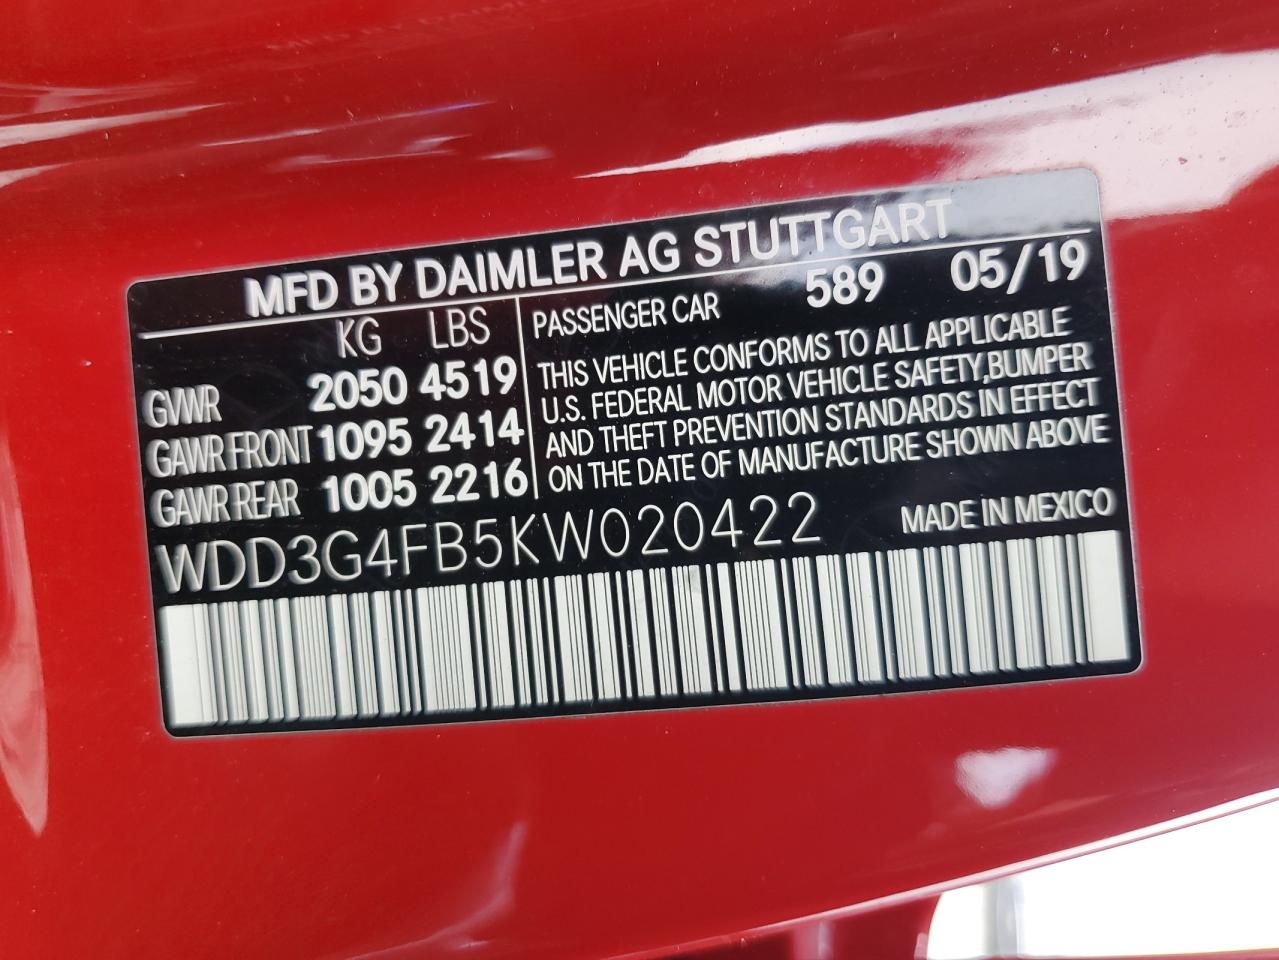 MFD BY DAIMLER AG STUTTGART
KG LBS
GVWR 2050 4519
GAWR FRONT 1095 2414
GAWR REAR 1005 2216
PASSENGER CAR 589 05/19
THIS VEHICLE CONFORMS TO ALL APPLICABLE
U.S. FEDERAL MOTOR VEHICLE SAFETY,BUMPER
AND THEFT PREVENTION STANDARDS IN EFFECT
ON THE DATE OF MANUFACTURE SHOWN ABOVE
WDD3G4FB5KW020422 MADE IN MEXICO